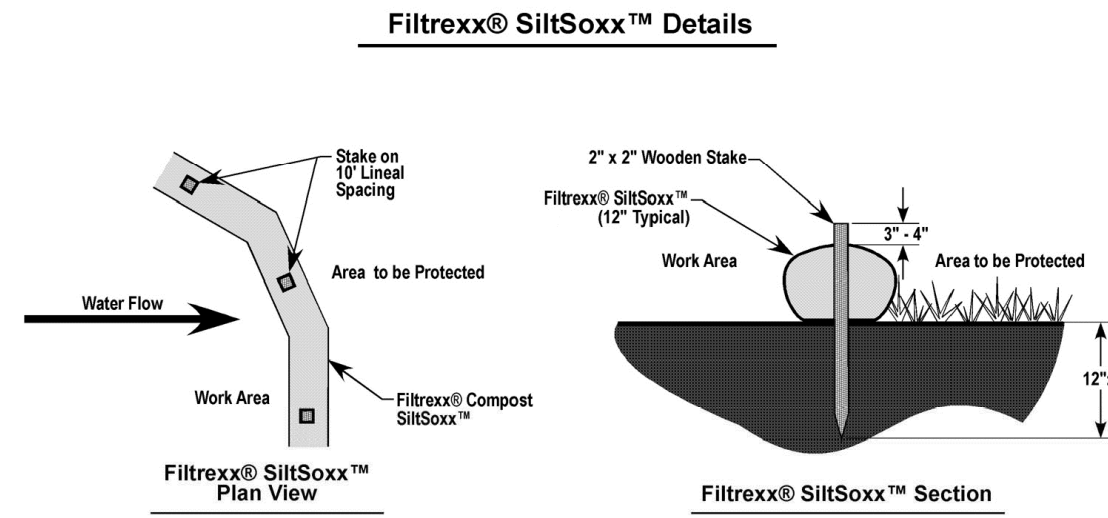 Filtrexx® SiltSoxx™ Details
Stake on
10' Lineal
Spacing
Area to be Protected
Water Flow
Work Area
Filtrexx® Compost
SiltSoxx™
Filtrexx® SiltSoxx™
Plan View
2" x 2" Wooden Stake
Filtrexx® SiltSoxx™
(12" Typical)
3" - 4"
Work Area
Area to be Protected
12"
Filtrexx® SiltSoxx™ Section